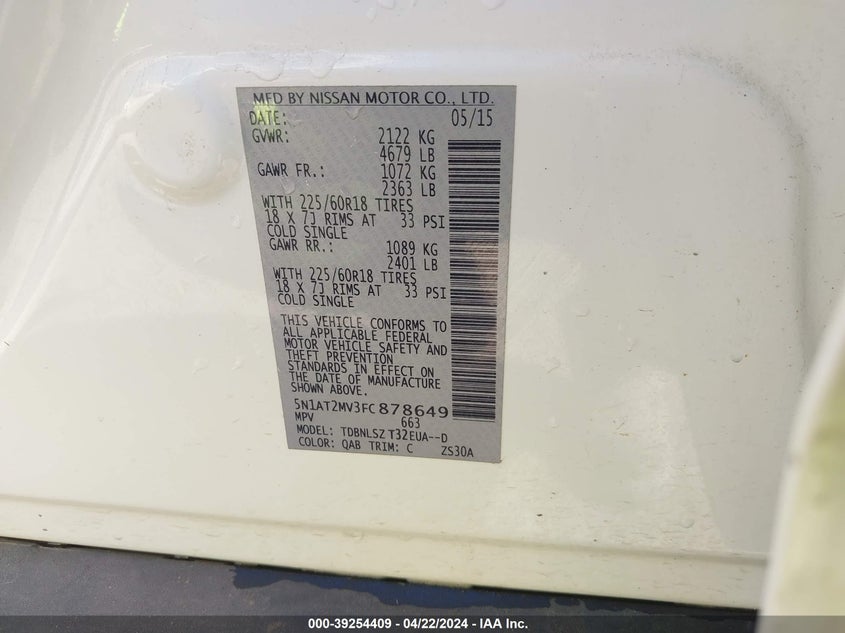 MFD BY NISSAN MOTOR CO., LTD.
DATE: 05/15
GVWR: 2122 KG
4679 LB
GAWR FR.: 1072 KG
2363 LB
WITH 225/60R18 TIRES
18 X 7J RIMS AT 33 PSI
COLD SINGLE
GAWR RR.: 1089 KG
2401 LB
WITH 225/60R18 TIRES
18 X 7J RIMS AT 33 PSI
COLD SINGLE
THIS VEHICLE CONFORMS TO
ALL APPLICABLE FEDERAL
MOTOR VEHICLE SAFETY AND
THEFT PREVENTION
STANDARDS IN EFFECT ON
THE DATE OF MANUFACTURE
SHOWN ABOVE.
5N1AT2MV3FC878649
MPV 663
MODEL: TDBNLSZ T32EUA--D
COLOR: QAB TRIM: C ZS30A
000-39254409 - 04/22/2024 - IAA Inc.